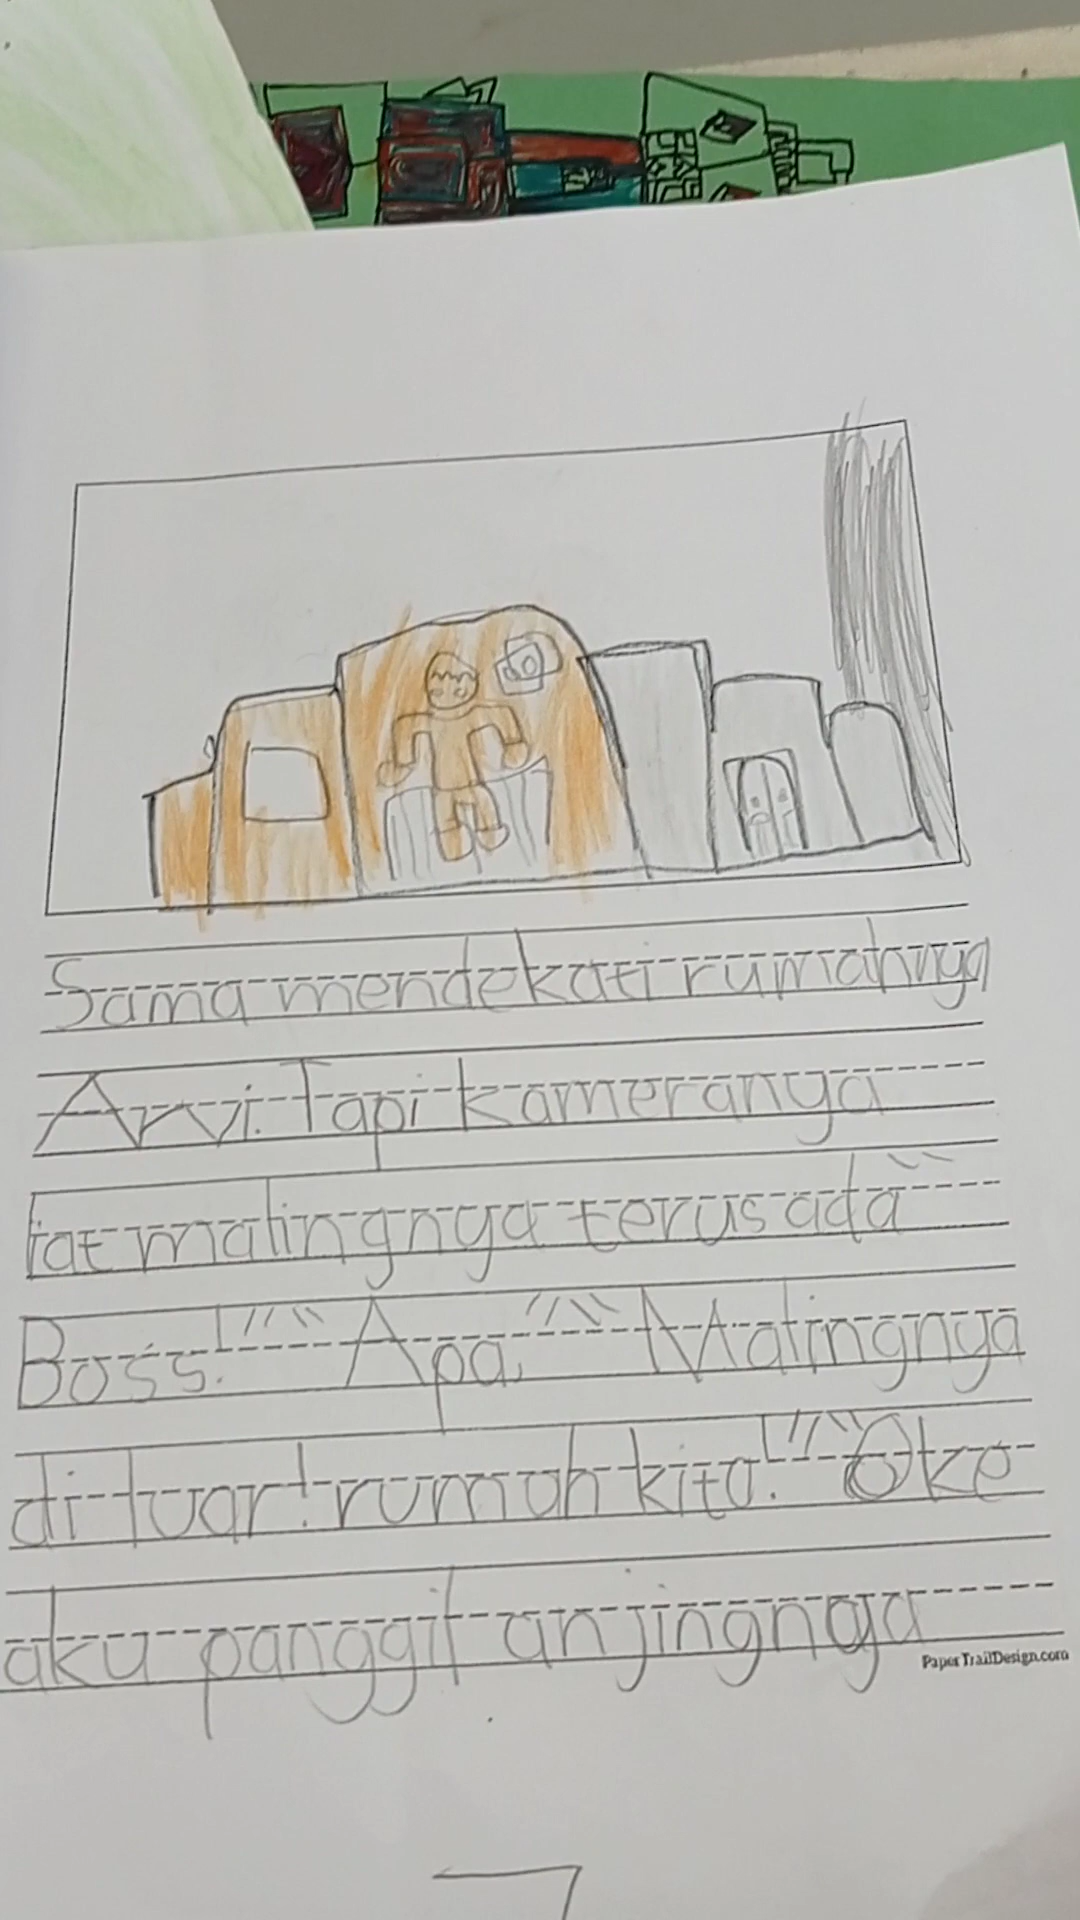 Sama mendekati rumahnya
Arvi. Tapi kameranya
liat malingnya terus ada"
Boss!" "Apa," "Malingnya
di luar rumah kita!" "Oke
aku panggil anjingnya
PaperTrailDesign.com
7